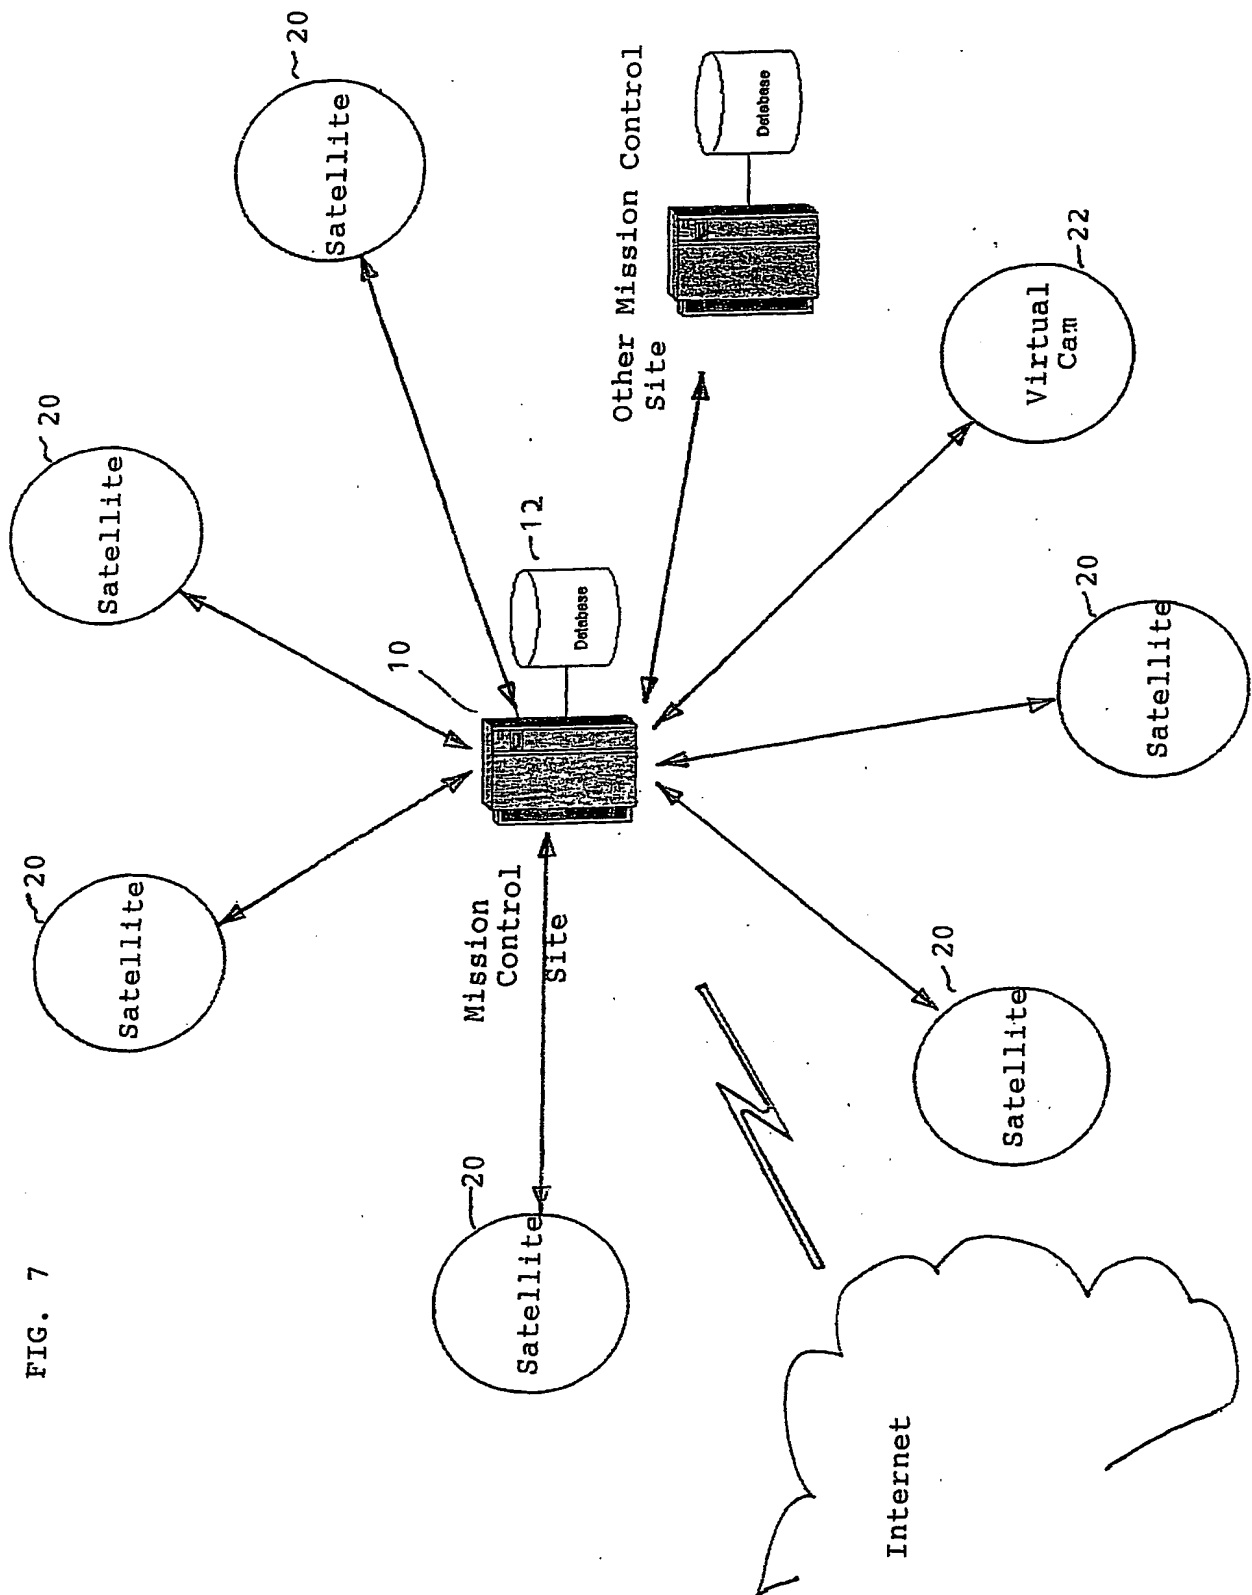 FIG. 7
20
Satellite
20
Satellite
20
Satellite
20
Satellite
10
Mission
Control
Site
12
Database
Other Mission Control
Site
Database
Internet
20
Satellite
Virtual
Cam
22
20
Satellite